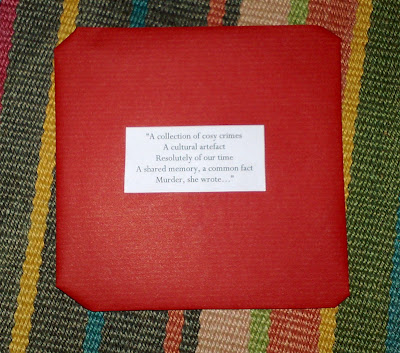 "A collection of cosy crimes
A cultural artefact
Resolutely of our time
A shared memory, a common fact
Murder, she wrote..."